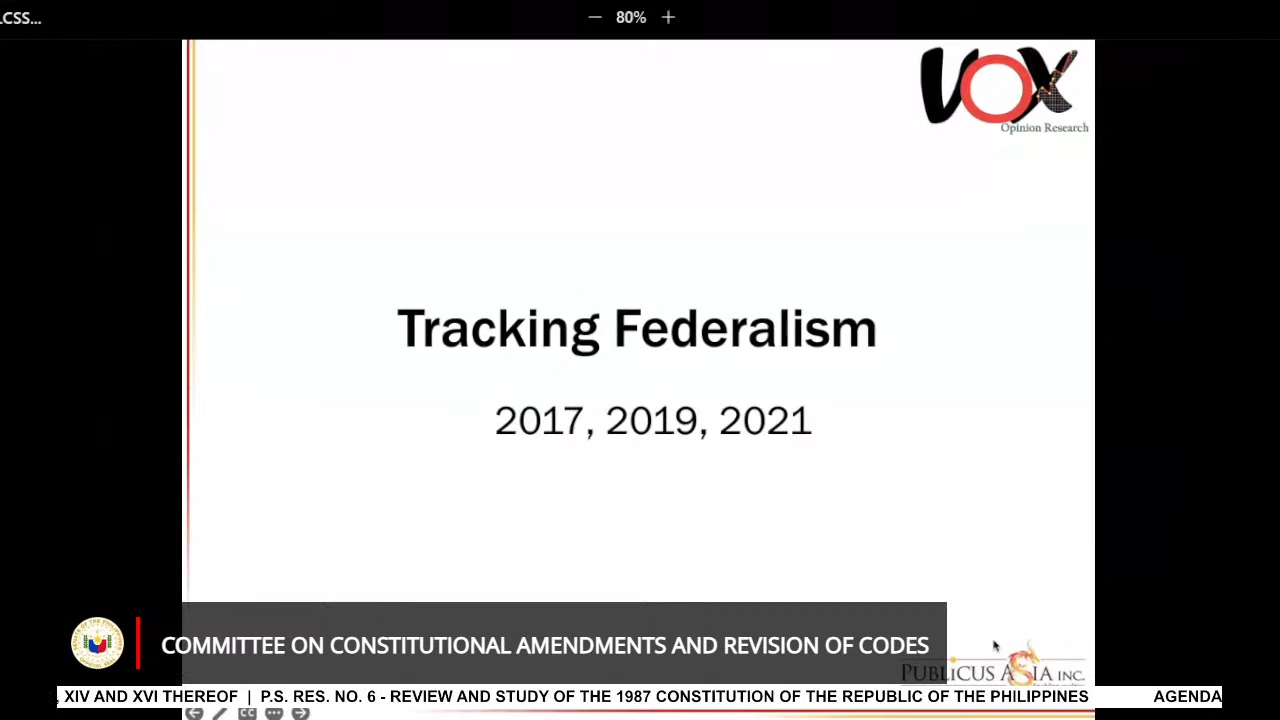 .CSS...
80%
VOX
Opinion Research
Tracking Federalism
2017, 2019, 2021
COMMITTEE ON CONSTITUTIONAL AMENDMENTS AND REVISION OF CODES
PUBLICUS ASIA INC.
XIV AND XVI THEREOF | P.S. RES. NO. 6 - REVIEW AND STUDY OF THE 1987 CONSTITUTION OF THE REPUBLIC OF THE PHILIPPINES AGENDA
CC